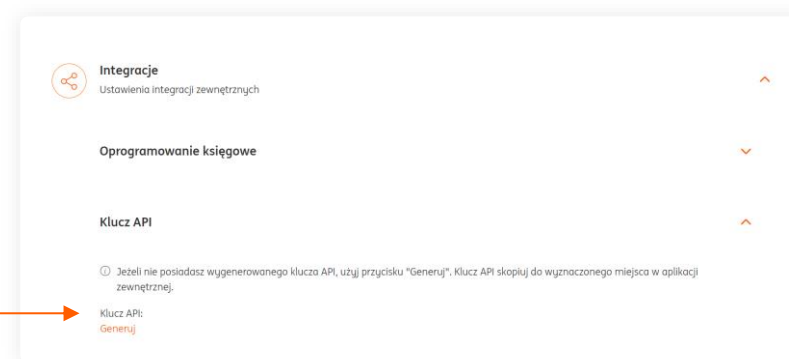 Integracje
Ustawienia integracji zewnętrznych
Oprogramowanie księgowe
Klucz API
Jeżeli nie posiadasz wygenerowanego klucza API, użyj przycisku "Generuj". Klucz API skopiuj do wyznaczonego miejsca w aplikacji
zewnętrznej.
Klucz API:
Generuj